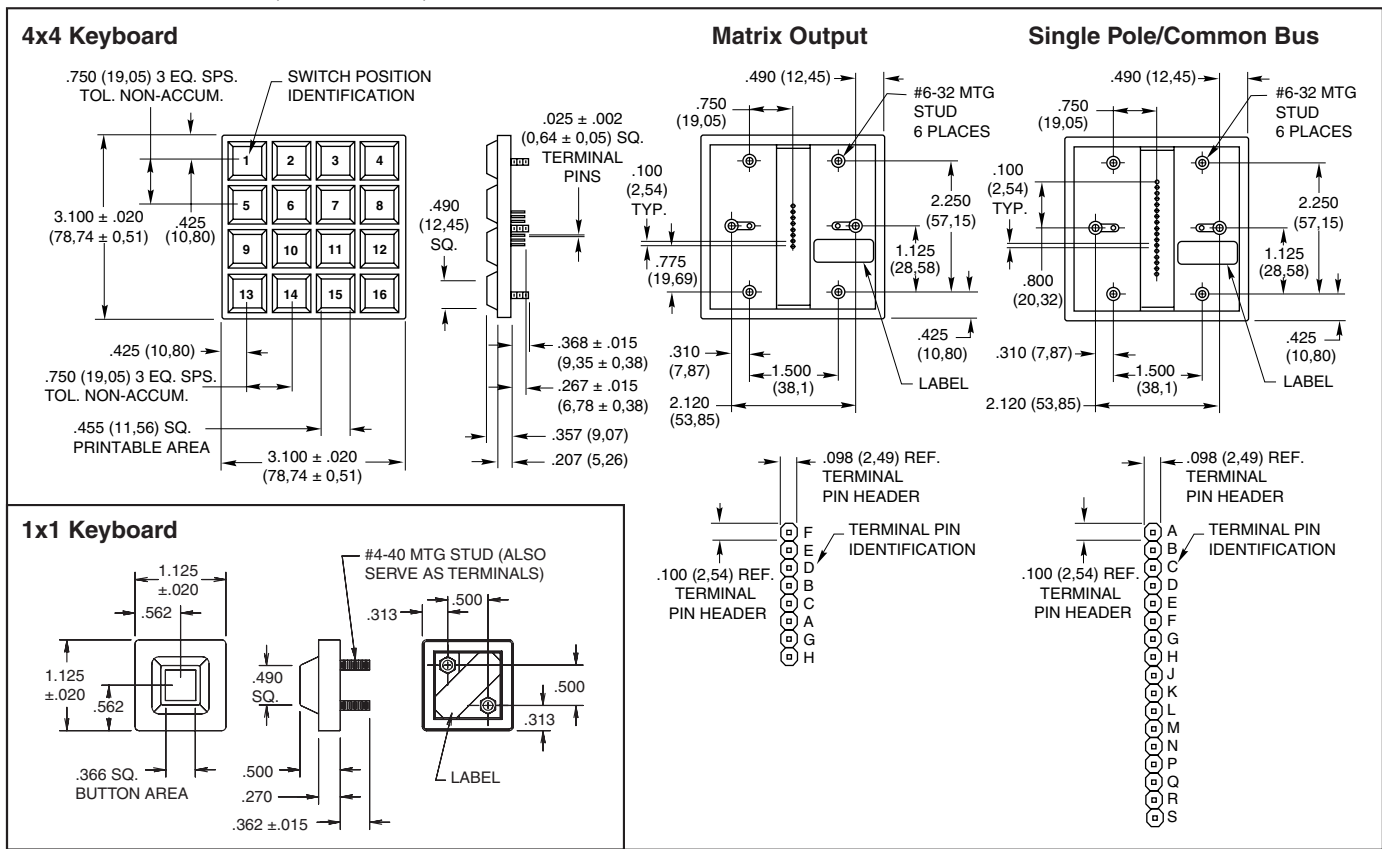 4x4 Keyboard
Matrix Output
Single Pole/Common Bus
.750 (19,05) 3 EQ. SPS.
TOL. NON-ACCUM.
SWITCH POSITION
IDENTIFICATION
3.100 ± .020
(78,74 ± 0,51)
.425
(10,80)
1 2 3 4
5 6 7 8
9 10 11 12
13 14 15 16
.425 (10,80)
.750 (19,05) 3 EQ. SPS.
TOL. NON-ACCUM.
.455 (11,56) SQ.
PRINTABLE AREA
3.100 ± .020
(78,74 ± 0,51)
.025 ± .002
(0,64 ± 0,05) SQ.
TERMINAL
PINS
.490
(12,45)
SQ.
.368 ± .015
(9,35 ± 0,38)
.267 ± .015
(6,78 ± 0,38)
.357 (9,07)
.207 (5,26)
.490 (12,45)
.750
(19,05)
#6-32 MTG
STUD
6 PLACES
.100
(2,54)
TYP.
.775
(19,69)
2.250
(57,15)
1.125
(28,58)
.425
(10,80)
.310
(7,87)
1.500
(38,1)
LABEL
2.120
(53,85)
.490 (12,45)
.750
(19,05)
#6-32 MTG
STUD
6 PLACES
.100
(2,54)
TYP.
.800
(20,32)
2.250
(57,15)
1.125
(28,58)
.425
(10,80)
.310 (7,87)
1.500
(38,1)
LABEL
2.120 (53,85)
.098 (2,49) REF.
TERMINAL
PIN HEADER
TERMINAL PIN
IDENTIFICATION
.100 (2,54) REF.
TERMINAL
PIN HEADER
F
E
D
B
C
A
G
H
.098 (2,49) REF.
TERMINAL
PIN HEADER
TERMINAL PIN
IDENTIFICATION
.100 (2,54) REF.
TERMINAL
PIN HEADER
A
B
C
D
E
F
G
H
J
K
L
M
N
P
Q
R
S
1x1 Keyboard
#4-40 MTG STUD (ALSO
SERVE AS TERMINALS)
1.125
±.020
.562
1.125
±.020
.562
.366 SQ.
BUTTON AREA
.490
SQ.
.500
.270
.362 ±.015
.313
.500
.500
.313
LABEL